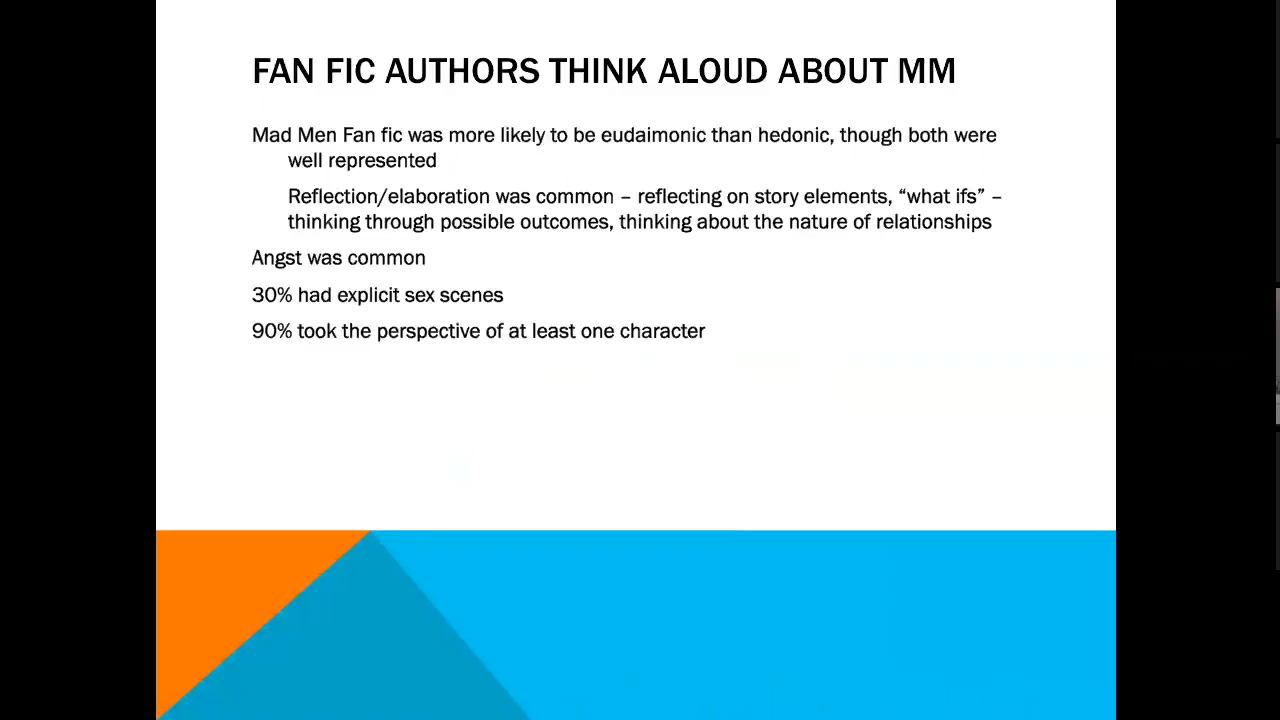 FAN FIC AUTHORS THINK ALOUD ABOUT MM
Mad Men Fan fic was more likely to be eudaimonic than hedonic, though both were
well represented
Reflection/elaboration was common – reflecting on story elements, “what ifs” –
thinking through possible outcomes, thinking about the nature of relationships
Angst was common
30% had explicit sex scenes
90% took the perspective of at least one character